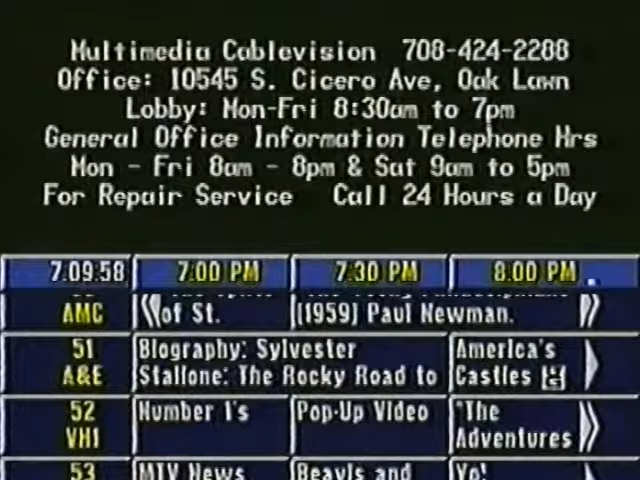 Multimedia Cablevision 708-424-2288
Office: 10545 S. Cicero Ave, Oak Lawn
Lobby: Mon-Fri 8:30am to 7pm
General Office Information Telephone Hrs
Mon - Fri 8am - 8pm & Sat 9am to 5pm
For Repair Service Call 24 Hours a Day
7:09:58 7:00 PM 7:30 PM 8:00 PM
AMC of St. (1959) Paul Newman.
51 Biography: Sylvester America's
A&E Stallone: The Rocky Road to Castles
52 Number 1's Pop-Up Video "The
VH1 Adventures
53 MTV News Beavis and Yo!